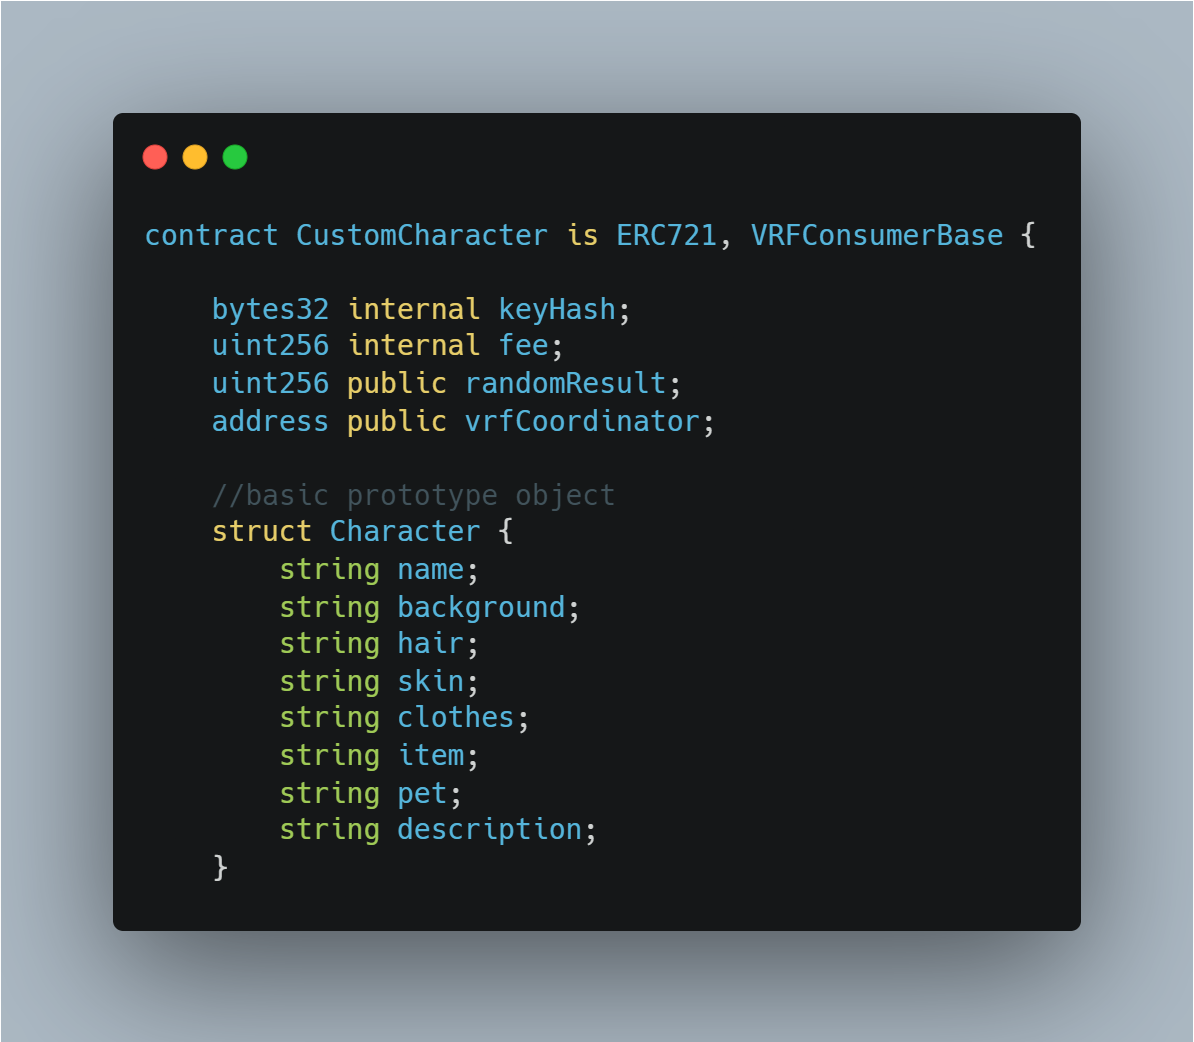 contract CustomCharacter is ERC721, VRFConsumerBase {
bytes32 internal keyHash;
uint256 internal fee;
uint256 public randomResult;
address public vrfCoordinator;
//basic prototype object
struct Character {
string name;
string background;
string hair;
string skin;
string clothes;
string item;
string pet;
string description;
}